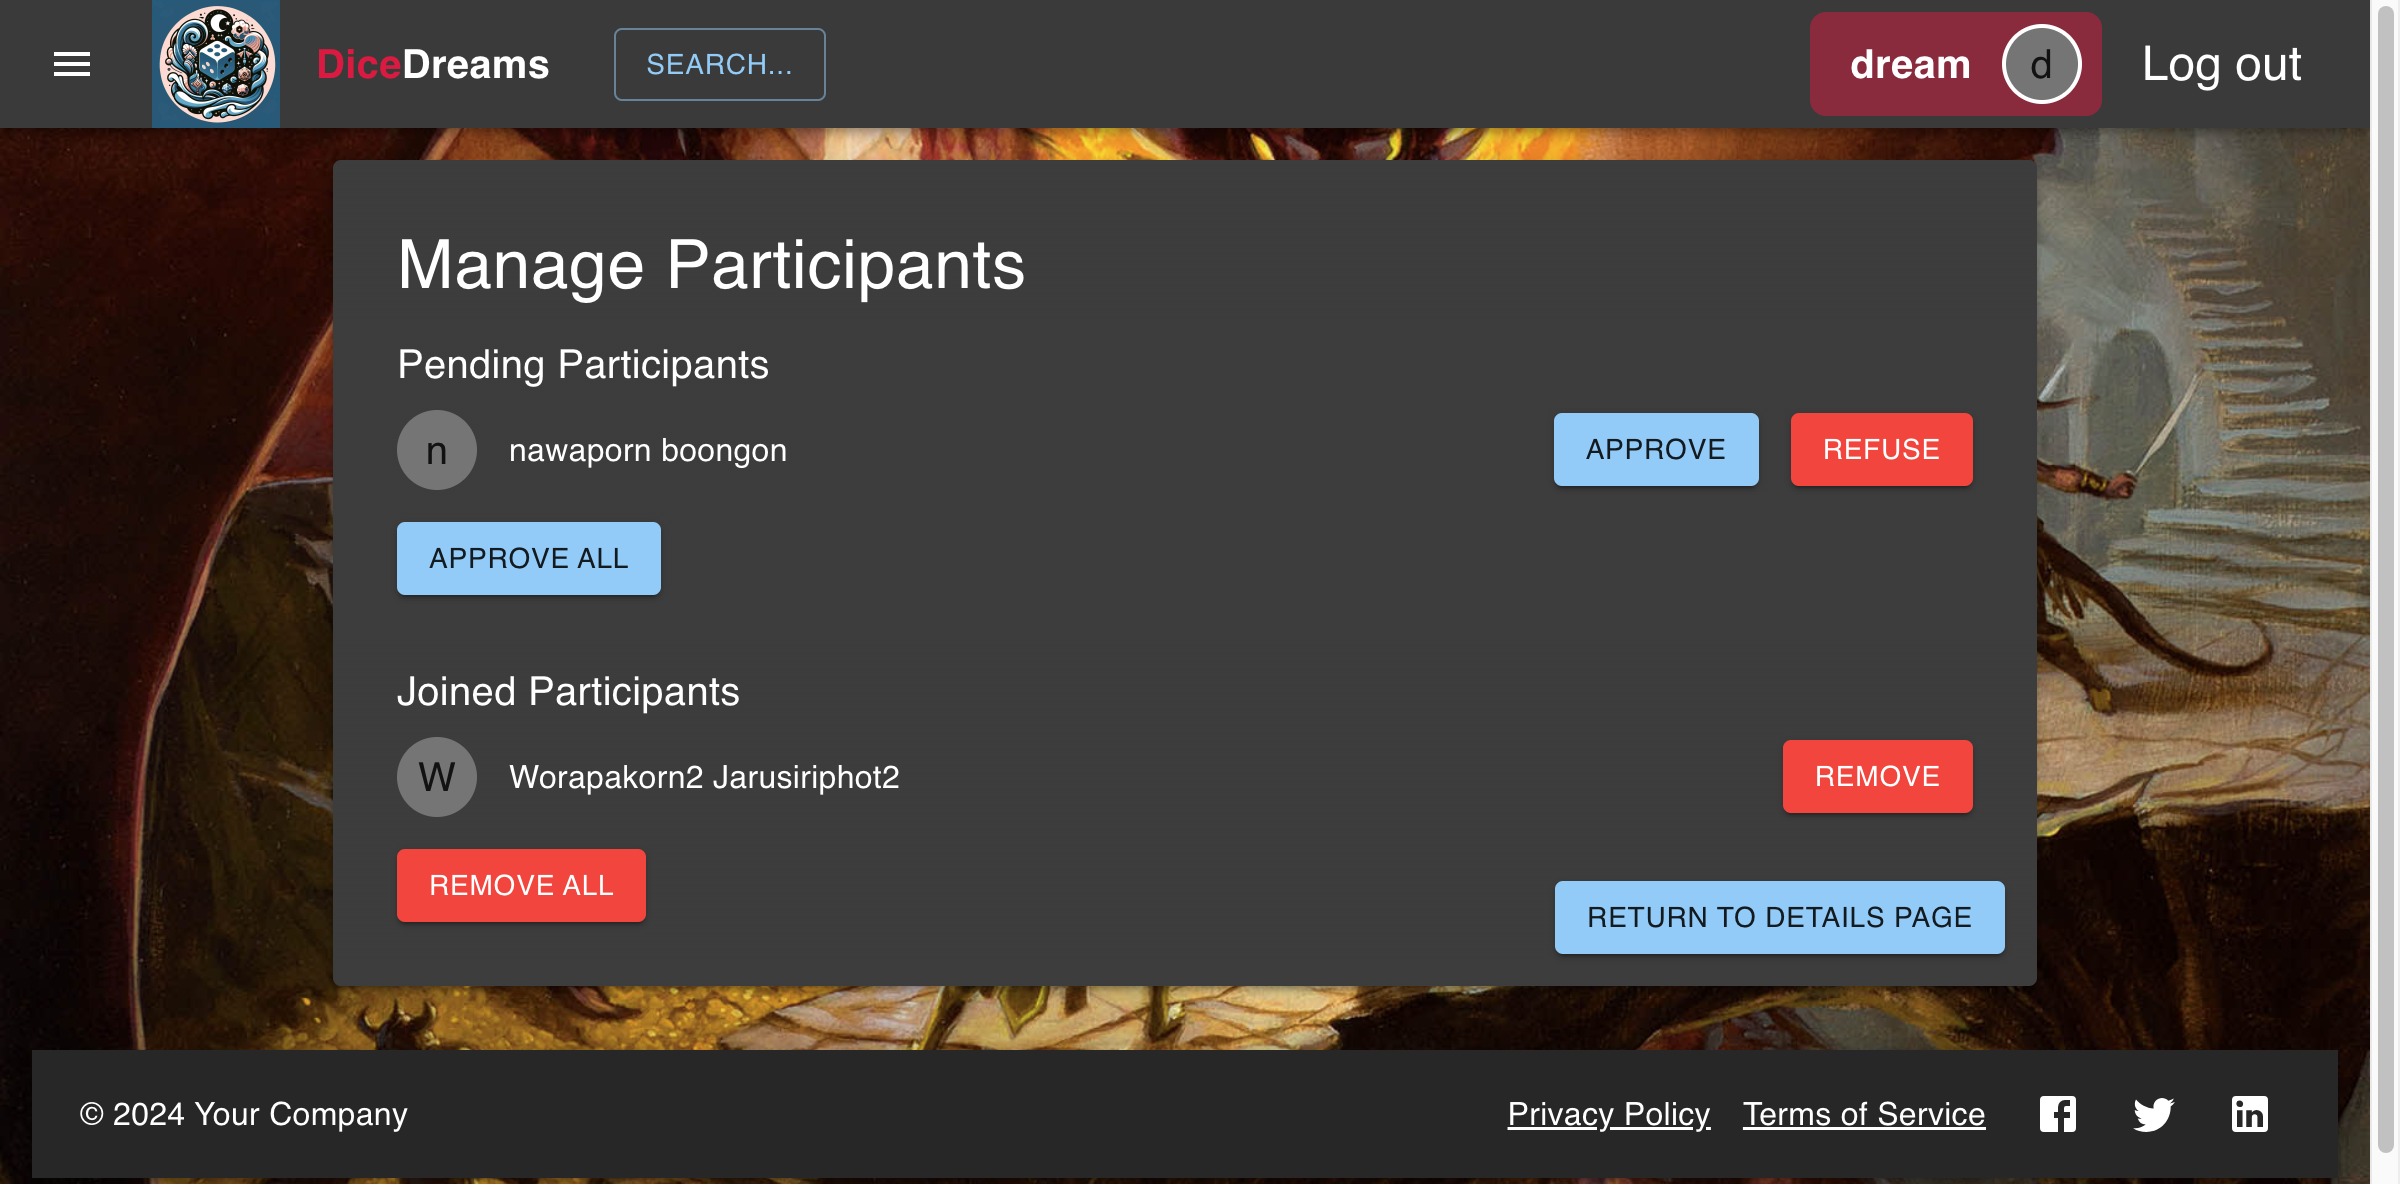 DiceDreams
SEARCH...
dream
d
Log out
Manage Participants
Pending Participants
n
nawaporn boongon
APPROVE
REFUSE
APPROVE ALL
Joined Participants
W
Worapakorn2 Jarusiriphot2
REMOVE
REMOVE ALL
RETURN TO DETAILS PAGE
© 2024 Your Company
Privacy Policy
Terms of Service